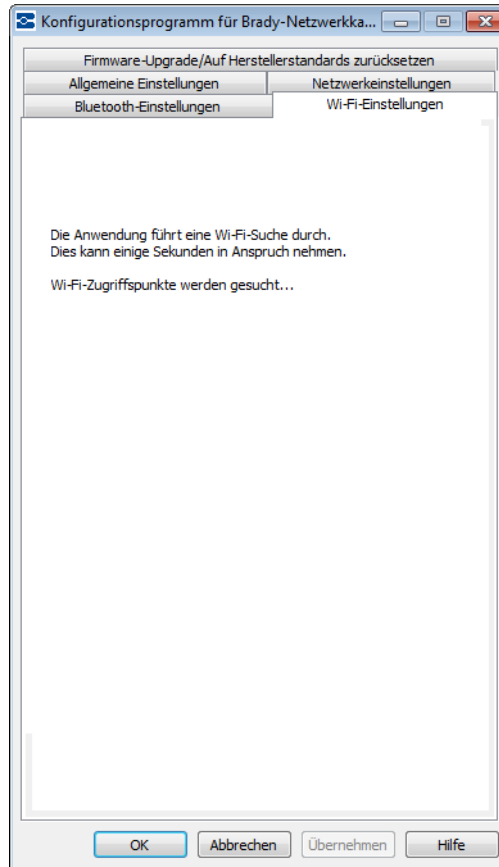 Konfigurationsprogramm für Brady-Netzwerkka...
Firmware-Upgrade/Auf Herstellerstandards zurücksetzen
Allgemeine Einstellungen
Netzwerkeinstellungen
Bluetooth-Einstellungen
Wi-Fi-Einstellungen
Die Anwendung führt eine Wi-Fi-Suche durch.
Dies kann einige Sekunden in Anspruch nehmen.
Wi-Fi-Zugriffspunkte werden gesucht...
OK
Abbrechen
Übernehmen
Hilfe